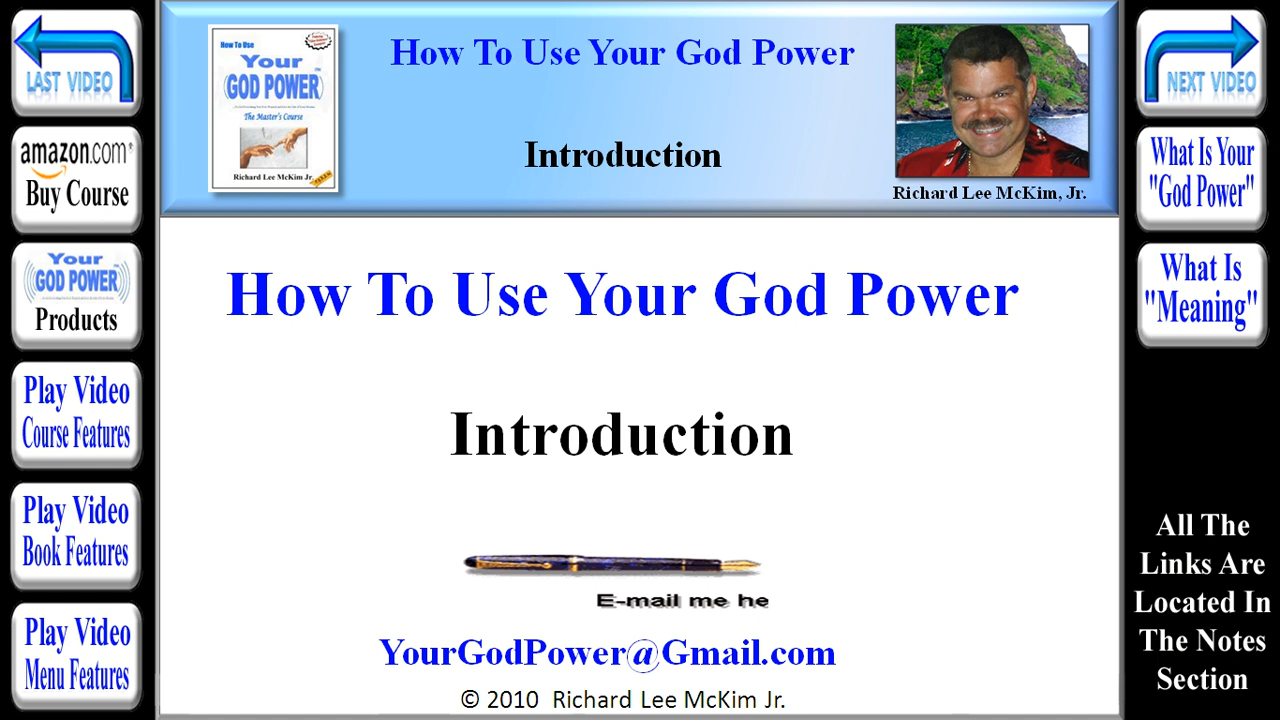 LAST VIDEO
amazon.com®
Buy Course
Your
GOD POWER™
Products
Play Video
Course Features
Play Video
Book Features
Play Video
Menu Features
How To Use
Your
GOD POWER™
The Master's Course
Richard Lee McKim Jr.
How To Use Your God Power
Introduction
Richard Lee McKim, Jr.
How To Use Your God Power
Introduction
E-mail me he
YourGodPower@Gmail.com
© 2010 Richard Lee McKim Jr.
NEXT VIDEO
What Is Your
"God Power"
What Is
"Meaning"
All The
Links Are
Located In
The Notes
Section